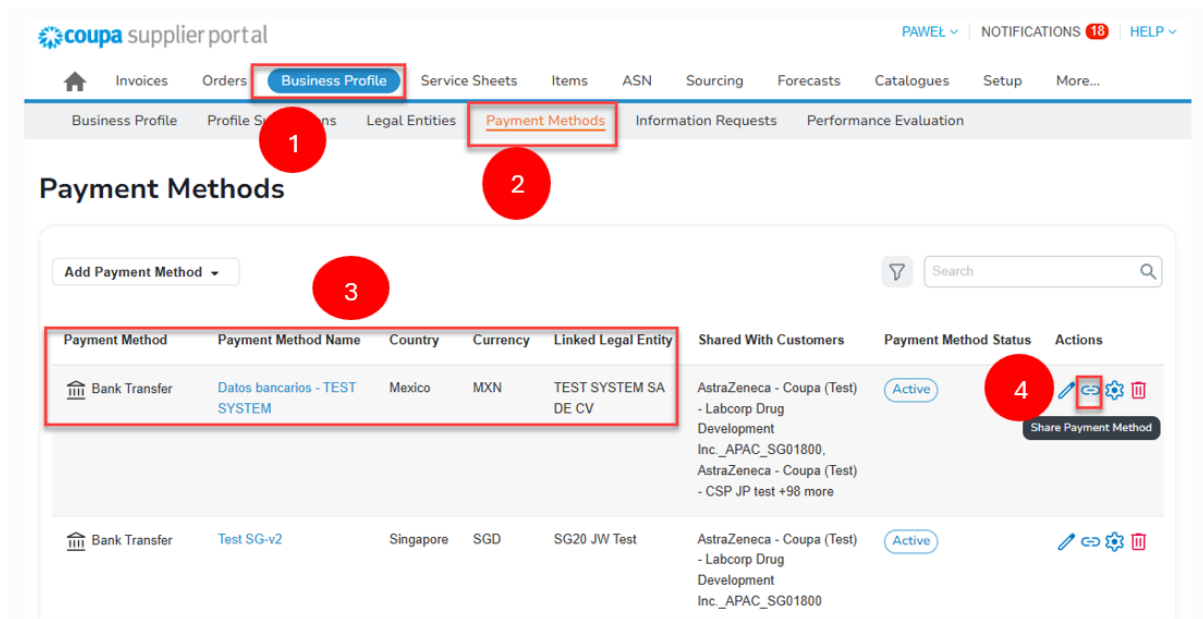 coupa supplier portal
PAWEŁ NOTIFICATIONS 18 HELP
Invoices Orders Business Profile Service Sheets Items ASN Sourcing Forecasts Catalogues Setup More...
Business Profile Profile Legal Entities Payment Methods Information Requests Performance Evaluation
1
2
Payment Methods
Add Payment Method
Search
3
Payment Method Payment Method Name Country Currency Linked Legal Entity Shared With Customers Payment Method Status Actions
Bank Transfer Datos bancarios - TEST Mexico MXN TEST SYSTEM SA AstraZeneca - Coupa (Test) Active 4
SYSTEM DE CV - Labcorp Drug
Development
Share Payment Method
Inc._APAC_SG01800,
AstraZeneca - Coupa (Test)
- CSP JP test +98 more
Bank Transfer Test SG-v2 Singapore SGD SG20 JW Test AstraZeneca - Coupa (Test) Active
- Labcorp Drug
Development
Inc._APAC_SG01800